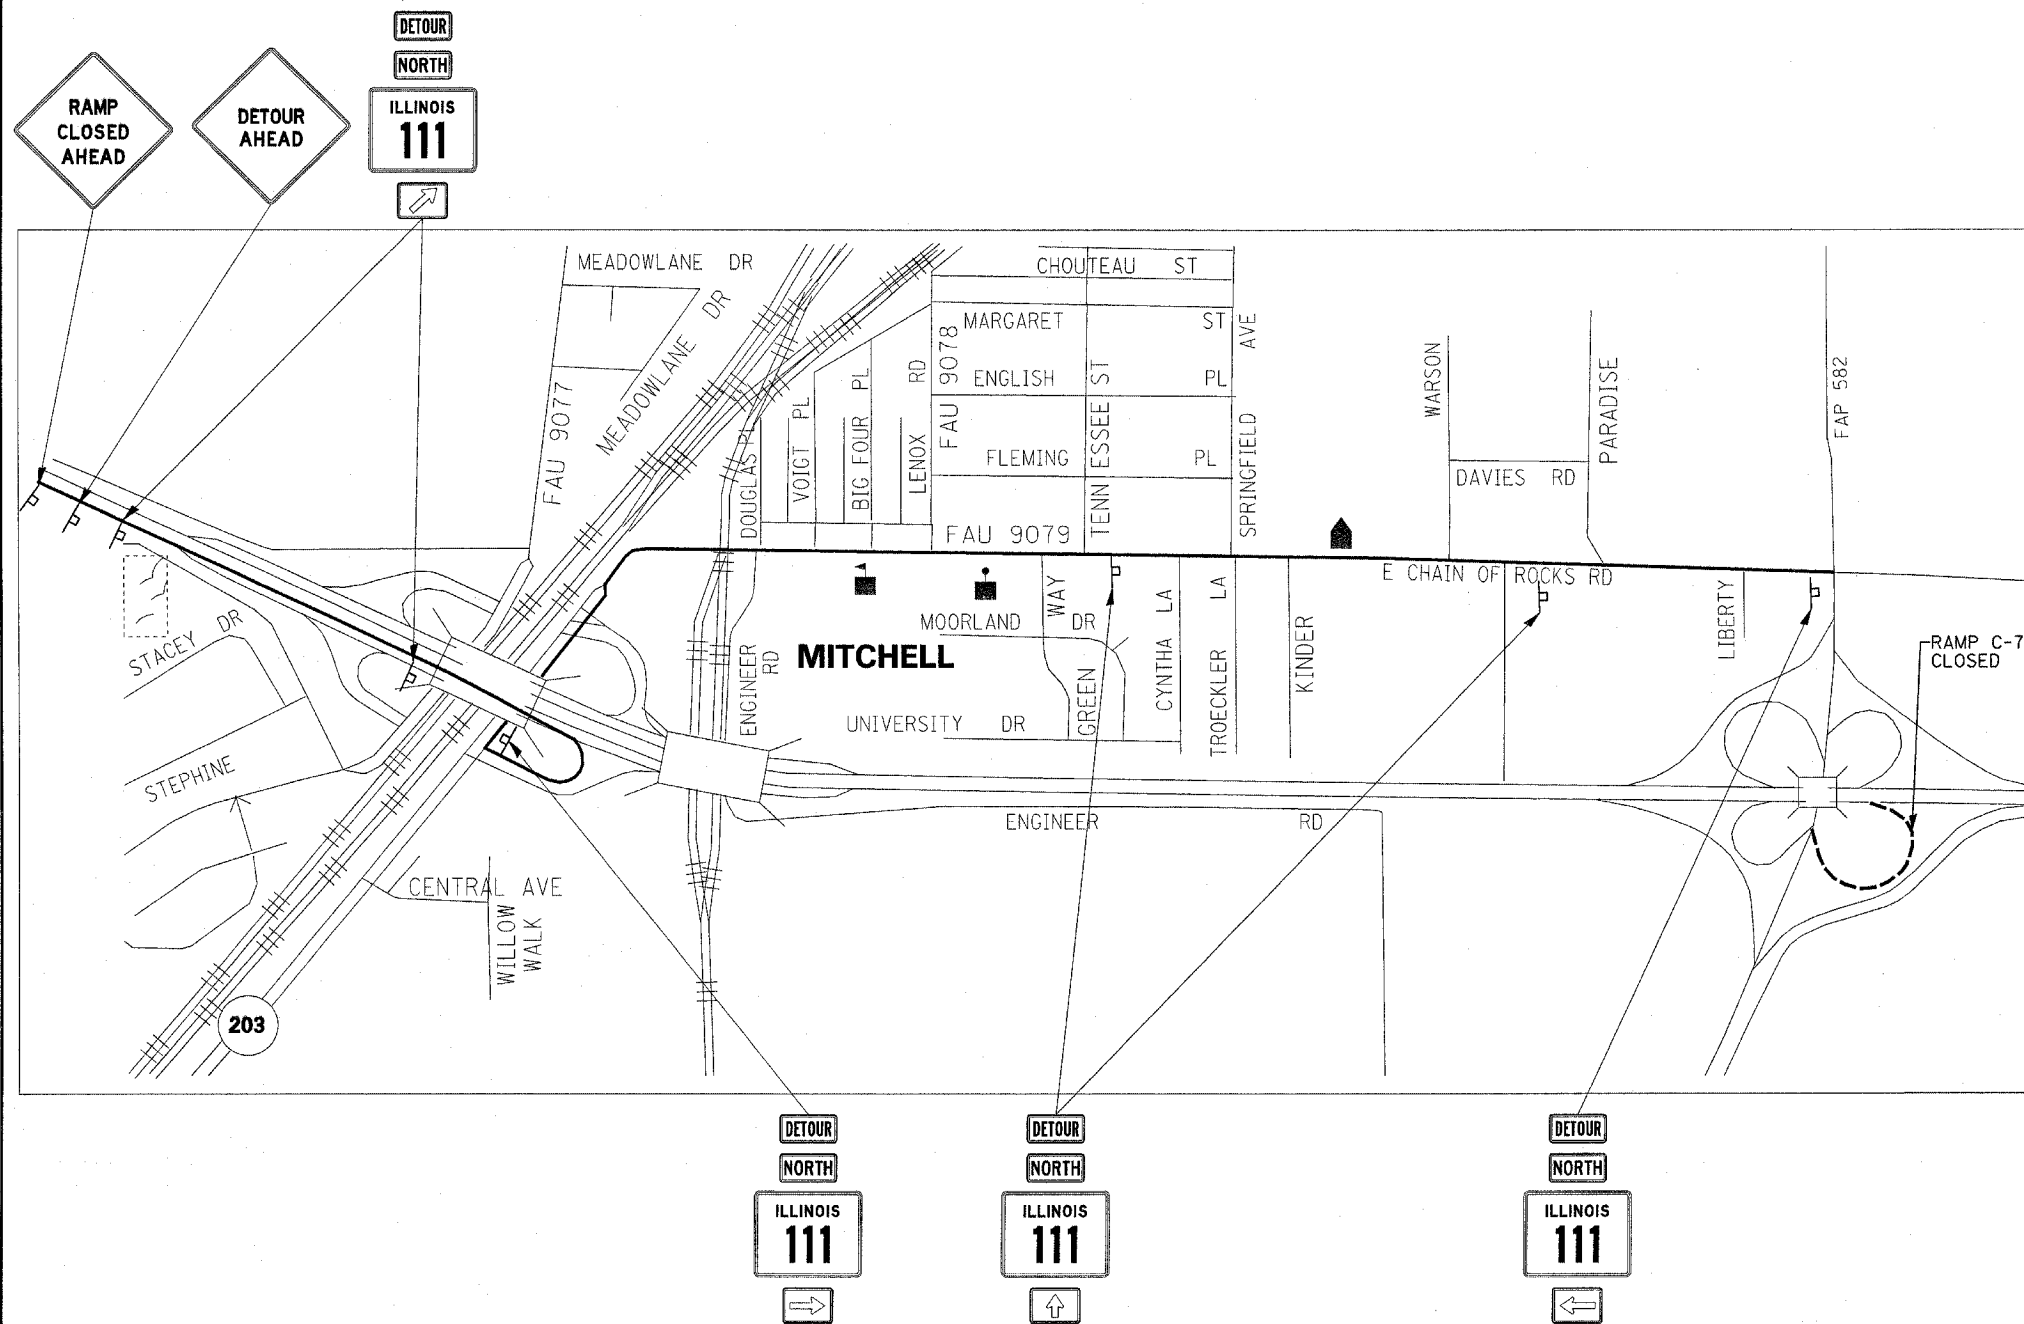 DETOUR
NORTH
ILLINOIS
111
RAMP
CLOSED
AHEAD
DETOUR
AHEAD
MEADOWLANE DR
MEADOWLANE DR
FAU 9077
CHOUTEAU ST
MARGARET ST
ENGLISH PL
FLEMING PL
FAU 9078
TENNESSEE ST
SPRINGFIELD AVE
DOUGLAS PL
VOIGT PL
BIG FOUR PL
LENOX RD
FAU 9079
WARSON
PARADISE
DAVIES RD
FAP 582
E CHAIN OF ROCKS RD
LIBERTY
RAMP C-7
CLOSED
STACEY DR
STEPHINE
MITCHELL
ENGINEER
RD
MOORLAND DR
GREEN WAY
UNIVERSITY DR
CYNTHA LA
TROECKLER LA
KINDER
ENGINEER RD
CENTRAL AVE
WILLOW
WALK
203
DETOUR
NORTH
ILLINOIS
111
DETOUR
NORTH
ILLINOIS
111
DETOUR
NORTH
ILLINOIS
111